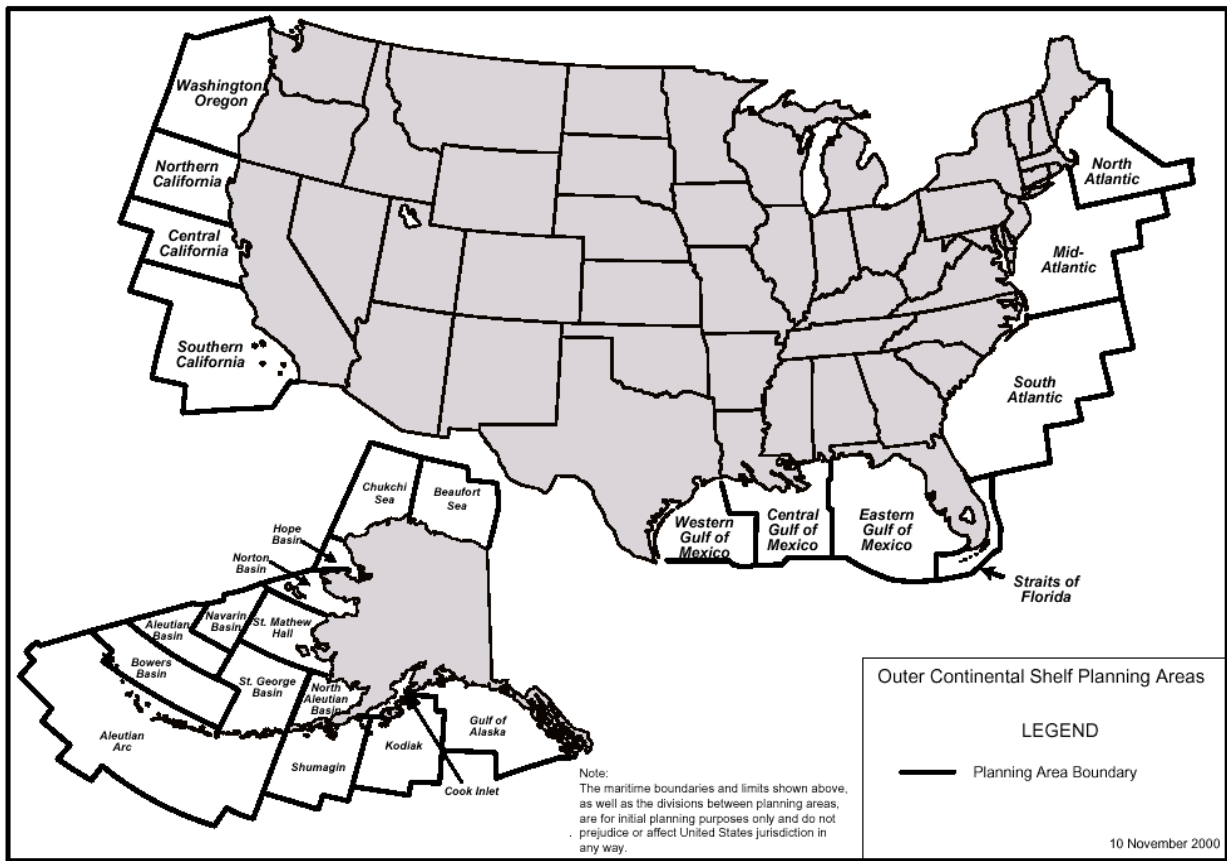 Washington
Oregon
Northern
California
Central
California
Southern
California
North
Atlantic
Mid-
Atlantic
South
Atlantic
Western
Gulf of
Mexico
Central
Gulf of
Mexico
Eastern
Gulf of
Mexico
Straits of
Florida
Chukchi
Sea
Beaufort
Sea
Hope
Basin
Norton
Basin
Navarin
Basin
Aleutian
Basin
St. Mathew
Hall
Bowers
Basin
St. George
Basin
North
Aleutian
Basin
Aleutian
Arc
Shumagin
Kodiak
Gulf of
Alaska
Cook Inlet
Note:
The maritime boundaries and limits shown above,
as well as the divisions between planning areas,
are for initial planning purposes only and do not
prejudice or affect United States jurisdiction in
any way.
Outer Continental Shelf Planning Areas
LEGEND
Planning Area Boundary
10 November 2000